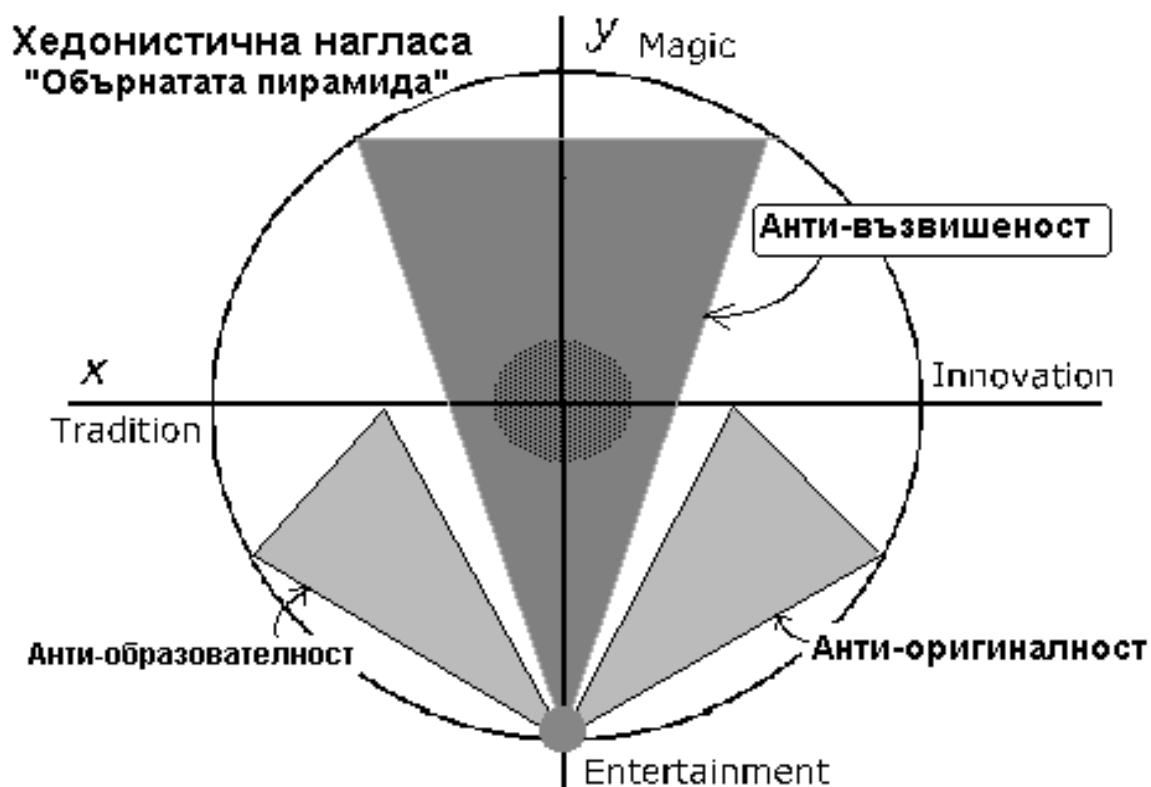 Хедонистична нагласа
"Обърнатата пирамида"
y
Magic
Анти-възвишеност
x
Innovation
Tradition
Анти-образователност
Анти-оригиналност
Entertainment